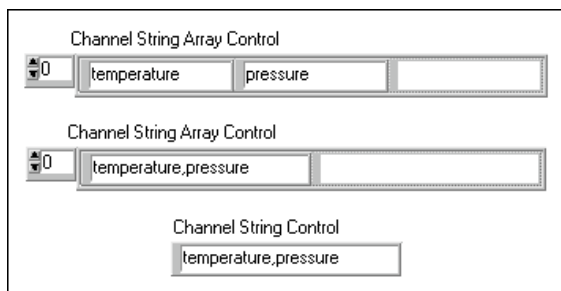 Channel String Array Control
0 temperature pressure
Channel String Array Control
0 temperature,pressure
Channel String Control
temperature,pressure